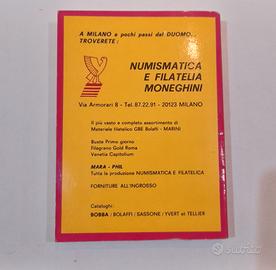 A MILANO a pochi passi dal DUOMO...
TROVERETE:
NUMISMATICA
E FILATELIA
MONEGHINI
Via Armorari 8 - Tel. 87.22.91 - 20123 MILANO
Il più vasto e completo assortimento di
Materiale filatelico GBE Bolaffi - MARINI
Buste Primo giorno
Filagrano Gold Roma
Venetia Capitolium
MARA - PHIL
Tutta la produzione NUMISMATICA E FILATELICA
FORNITURE ALL'INGROSSO
Cataloghi:
BOBBA / BOLAFFI / SASSONE / YVERT et TELLIER
subito